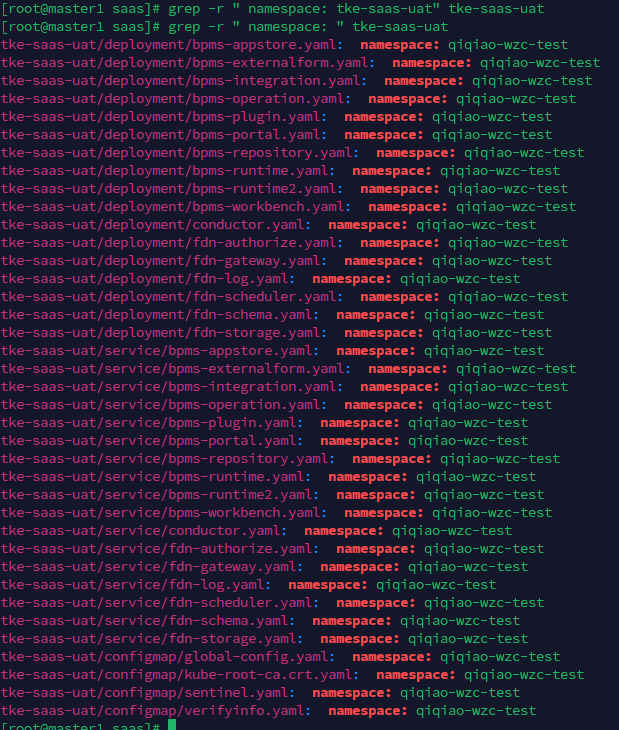 [root@master1 saas]# grep -r " namespace: tke-saas-uat" tke-saas-uat
[root@master1 saas]# grep -r " namespace: " tke-saas-uat
tke-saas-uat/deployment/bpms-appstore.yaml:  namespace: qiqiao-wzc-test
tke-saas-uat/deployment/bpms-externalform.yaml:  namespace: qiqiao-wzc-test
tke-saas-uat/deployment/bpms-integration.yaml:  namespace: qiqiao-wzc-test
tke-saas-uat/deployment/bpms-operation.yaml:  namespace: qiqiao-wzc-test
tke-saas-uat/deployment/bpms-plugin.yaml:  namespace: qiqiao-wzc-test
tke-saas-uat/deployment/bpms-portal.yaml:  namespace: qiqiao-wzc-test
tke-saas-uat/deployment/bpms-repository.yaml:  namespace: qiqiao-wzc-test
tke-saas-uat/deployment/bpms-runtime.yaml:  namespace: qiqiao-wzc-test
tke-saas-uat/deployment/bpms-runtime2.yaml:  namespace: qiqiao-wzc-test
tke-saas-uat/deployment/bpms-workbench.yaml:  namespace: qiqiao-wzc-test
tke-saas-uat/deployment/conductor.yaml:  namespace: qiqiao-wzc-test
tke-saas-uat/deployment/fdn-authorize.yaml:  namespace: qiqiao-wzc-test
tke-saas-uat/deployment/fdn-gateway.yaml:  namespace: qiqiao-wzc-test
tke-saas-uat/deployment/fdn-log.yaml:  namespace: qiqiao-wzc-test
tke-saas-uat/deployment/fdn-scheduler.yaml:  namespace: qiqiao-wzc-test
tke-saas-uat/deployment/fdn-schema.yaml:  namespace: qiqiao-wzc-test
tke-saas-uat/deployment/fdn-storage.yaml:  namespace: qiqiao-wzc-test
tke-saas-uat/service/bpms-appstore.yaml:  namespace: qiqiao-wzc-test
tke-saas-uat/service/bpms-externalform.yaml:  namespace: qiqiao-wzc-test
tke-saas-uat/service/bpms-integration.yaml:  namespace: qiqiao-wzc-test
tke-saas-uat/service/bpms-operation.yaml:  namespace: qiqiao-wzc-test
tke-saas-uat/service/bpms-plugin.yaml:  namespace: qiqiao-wzc-test
tke-saas-uat/service/bpms-portal.yaml:  namespace: qiqiao-wzc-test
tke-saas-uat/service/bpms-repository.yaml:  namespace: qiqiao-wzc-test
tke-saas-uat/service/bpms-runtime.yaml:  namespace: qiqiao-wzc-test
tke-saas-uat/service/bpms-runtime2.yaml:  namespace: qiqiao-wzc-test
tke-saas-uat/service/bpms-workbench.yaml:  namespace: qiqiao-wzc-test
tke-saas-uat/service/conductor.yaml:  namespace: qiqiao-wzc-test
tke-saas-uat/service/fdn-authorize.yaml:  namespace: qiqiao-wzc-test
tke-saas-uat/service/fdn-gateway.yaml:  namespace: qiqiao-wzc-test
tke-saas-uat/service/fdn-log.yaml:  namespace: qiqiao-wzc-test
tke-saas-uat/service/fdn-scheduler.yaml:  namespace: qiqiao-wzc-test
tke-saas-uat/service/fdn-schema.yaml:  namespace: qiqiao-wzc-test
tke-saas-uat/service/fdn-storage.yaml:  namespace: qiqiao-wzc-test
tke-saas-uat/configmap/global-config.yaml:  namespace: qiqiao-wzc-test
tke-saas-uat/configmap/kube-root-ca.crt.yaml:  namespace: qiqiao-wzc-test
tke-saas-uat/configmap/sentinel.yaml:  namespace: qiqiao-wzc-test
tke-saas-uat/configmap/verifyinfo.yaml:  namespace: qiqiao-wzc-test
[root@master1 saas]#